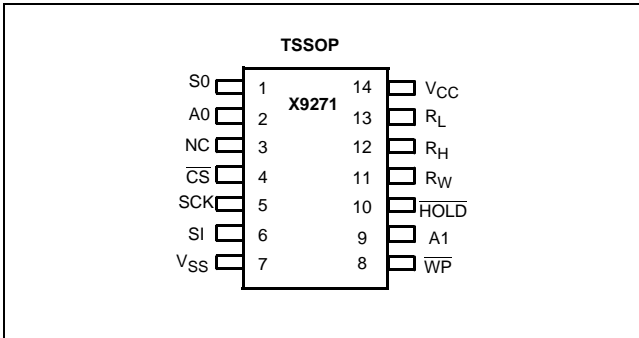 TSSOP
X9271
S0 1 14 VCC
A0 2 13 RL
NC 3 12 RH
CS 4 11 RW
SCK 5 10 HOLD
SI 6 9 A1
VSS 7 8 WP